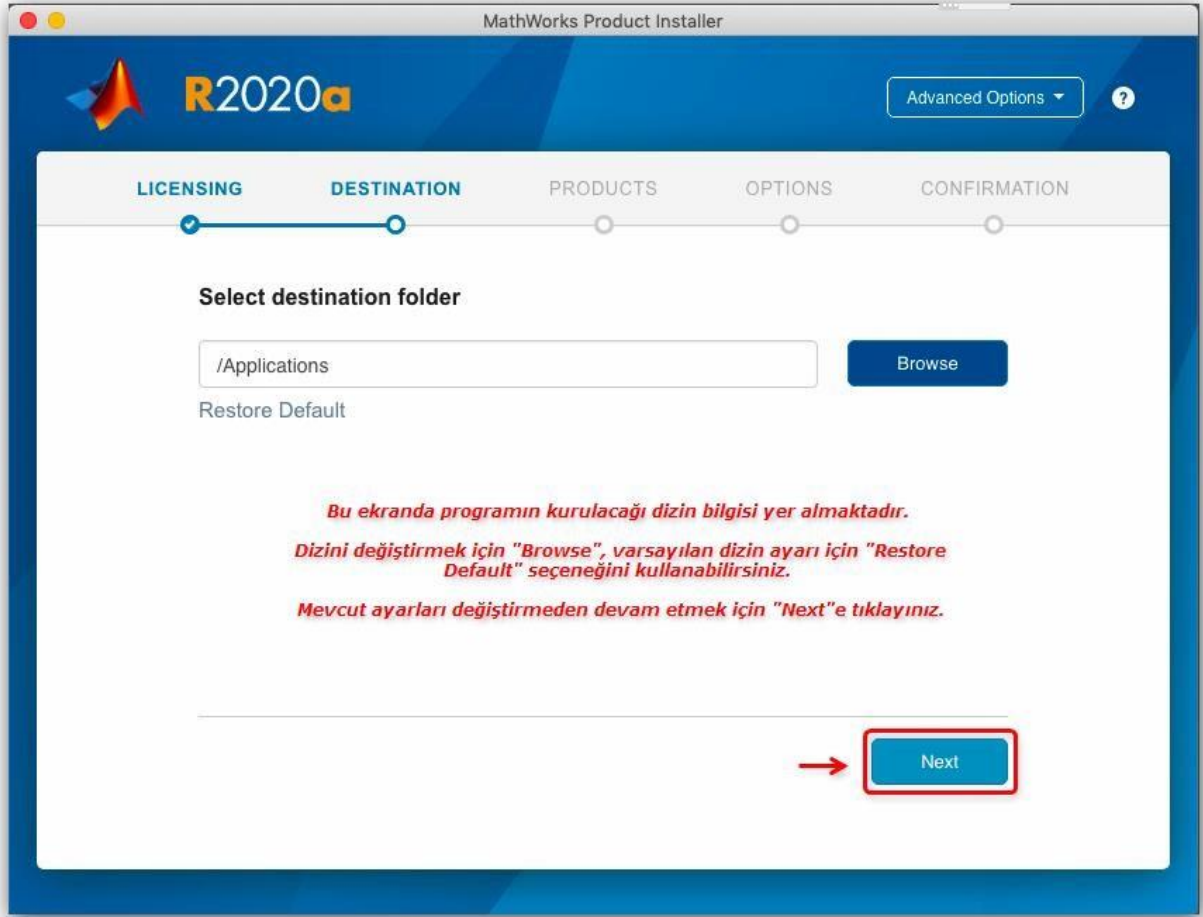 MathWorks Product Installer
R2020a
Advanced Options
?
LICENSING DESTINATION PRODUCTS OPTIONS CONFIRMATION
Select destination folder
/Applications
Browse
Restore Default
Bu ekranda programın kurulacağı dizin bilgisi yer almaktadır.
Dizini değiştirmek için "Browse", varsayılan dizin ayarı için "Restore
Default" seçeneğini kullanabilirsiniz.
Mevcut ayarları değiştirmeden devam etmek için "Next"e tıklayınız.
Next